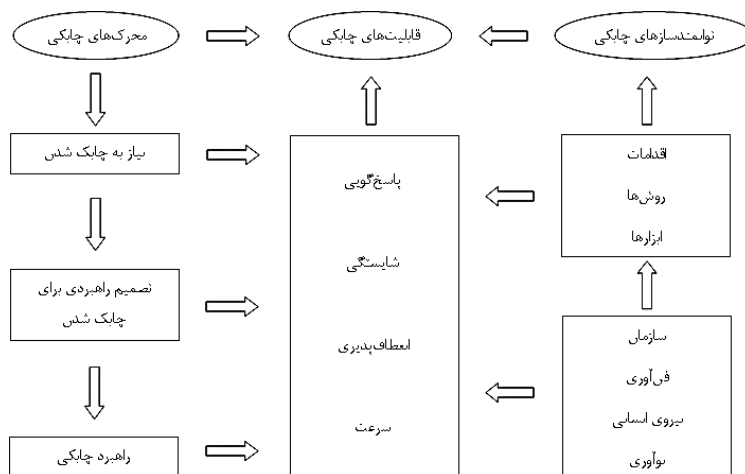 محرک‌های چابکی
قابلیت‌های چابکی
توانمندسازهای چابکی
نیاز به چابک شدن
تصمیم راهبردی برای
چابک شدن
راهبرد چابکی
پاسخ‌گویی
شایستگی
انعطاف‌پذیری
سرعت
اقدامات
روش‌ها
ابزارها
سازمان
فن‌آوری
نیروی انسانی
نوآوری